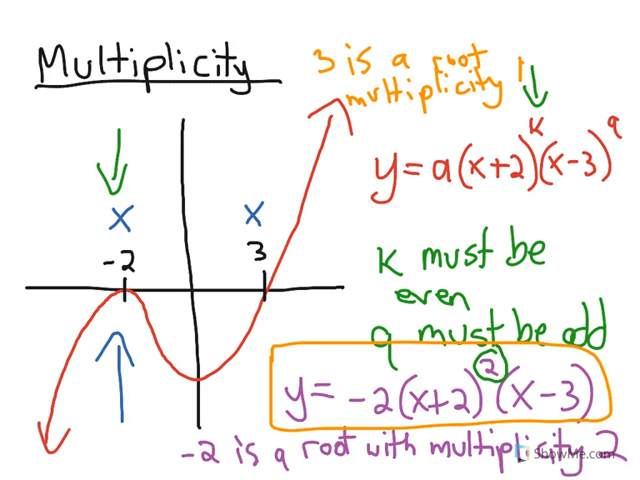 Multiplicity
3 is a root
multiplicity 1
y = a(x+2)^k(x-3)^q
x
x
-2
3
k must be
even
q must be odd
y = -2(x+2)^2(x-3)
-2 is a root with multiplicity 2
ShowMe.com